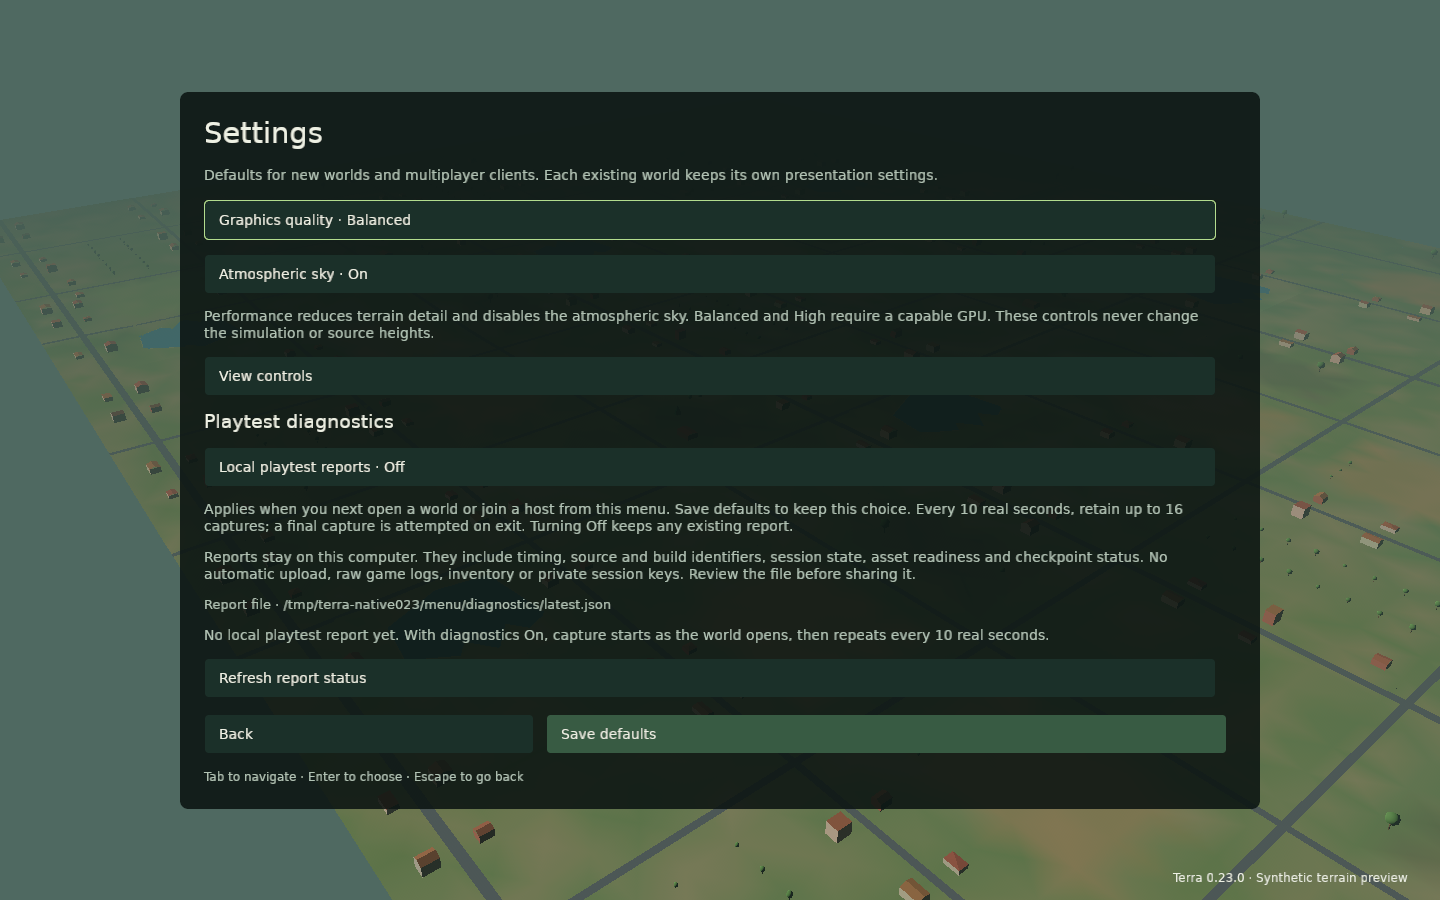 Settings
Defaults for new worlds and multiplayer clients. Each existing world keeps its own presentation settings.
Graphics quality · Balanced
Atmospheric sky · On
Performance reduces terrain detail and disables the atmospheric sky. Balanced and High require a capable GPU. These controls never change
the simulation or source heights.
View controls
Playtest diagnostics
Local playtest reports · Off
Applies when you next open a world or join a host from this menu. Save defaults to keep this choice. Every 10 real seconds, retain up to 16
captures; a final capture is attempted on exit. Turning Off keeps any existing report.
Reports stay on this computer. They include timing, source and build identifiers, session state, asset readiness and checkpoint status. No
automatic upload, raw game logs, inventory or private session keys. Review the file before sharing it.
Report file · /tmp/terra-native023/menu/diagnostics/latest.json
No local playtest report yet. With diagnostics On, capture starts as the world opens, then repeats every 10 real seconds.
Refresh report status
Back
Save defaults
Tab to navigate · Enter to choose · Escape to go back
Terra 0.23.0 · Synthetic terrain preview